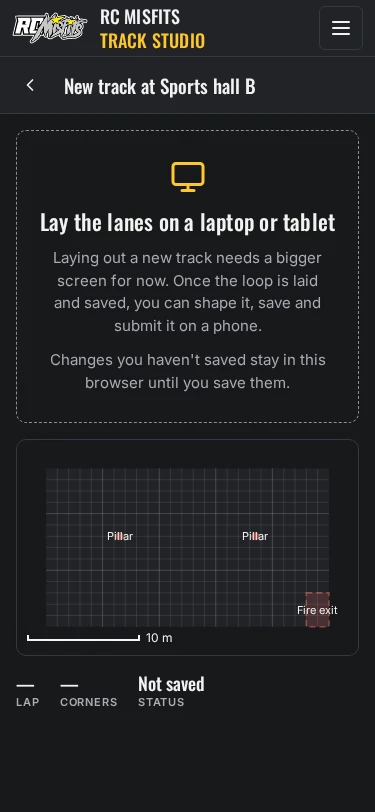 RC Misfits
RC MISFITS
TRACK STUDIO
New track at Sports hall B
Lay the lanes on a laptop or tablet
Laying out a new track needs a bigger
screen for now. Once the loop is laid
and saved, you can shape it, save and
submit it on a phone.
Changes you haven't saved stay in this
browser until you save them.
Pillar
Pillar
Fire exit
10 m
— — Not saved
LAP CORNERS STATUS